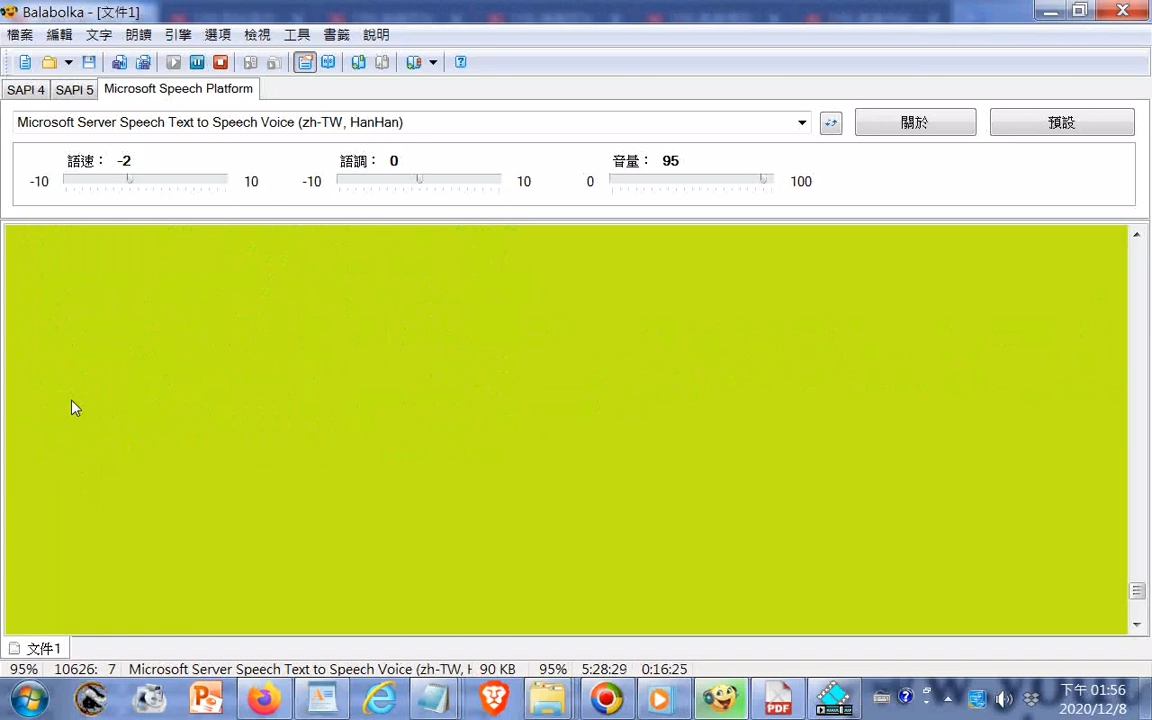 Balabolka - [文件1]
檔案 編輯 文字 朗讀 引擎 選項 檢視 工具 書籤 說明
SAPI 4 SAPI 5 Microsoft Speech Platform
Microsoft Server Speech Text to Speech Voice (zh-TW, HanHan) 關於 預設
語速： -2 語調： 0 音量： 95
-10 10 -10 10 0 100
文件1
95% 10626: 7 Microsoft Server Speech Text to Speech Voice (zh-TW, H 90 KB 95% 5:28:29 0:16:25
PDF
下午 01:56
2020/12/8